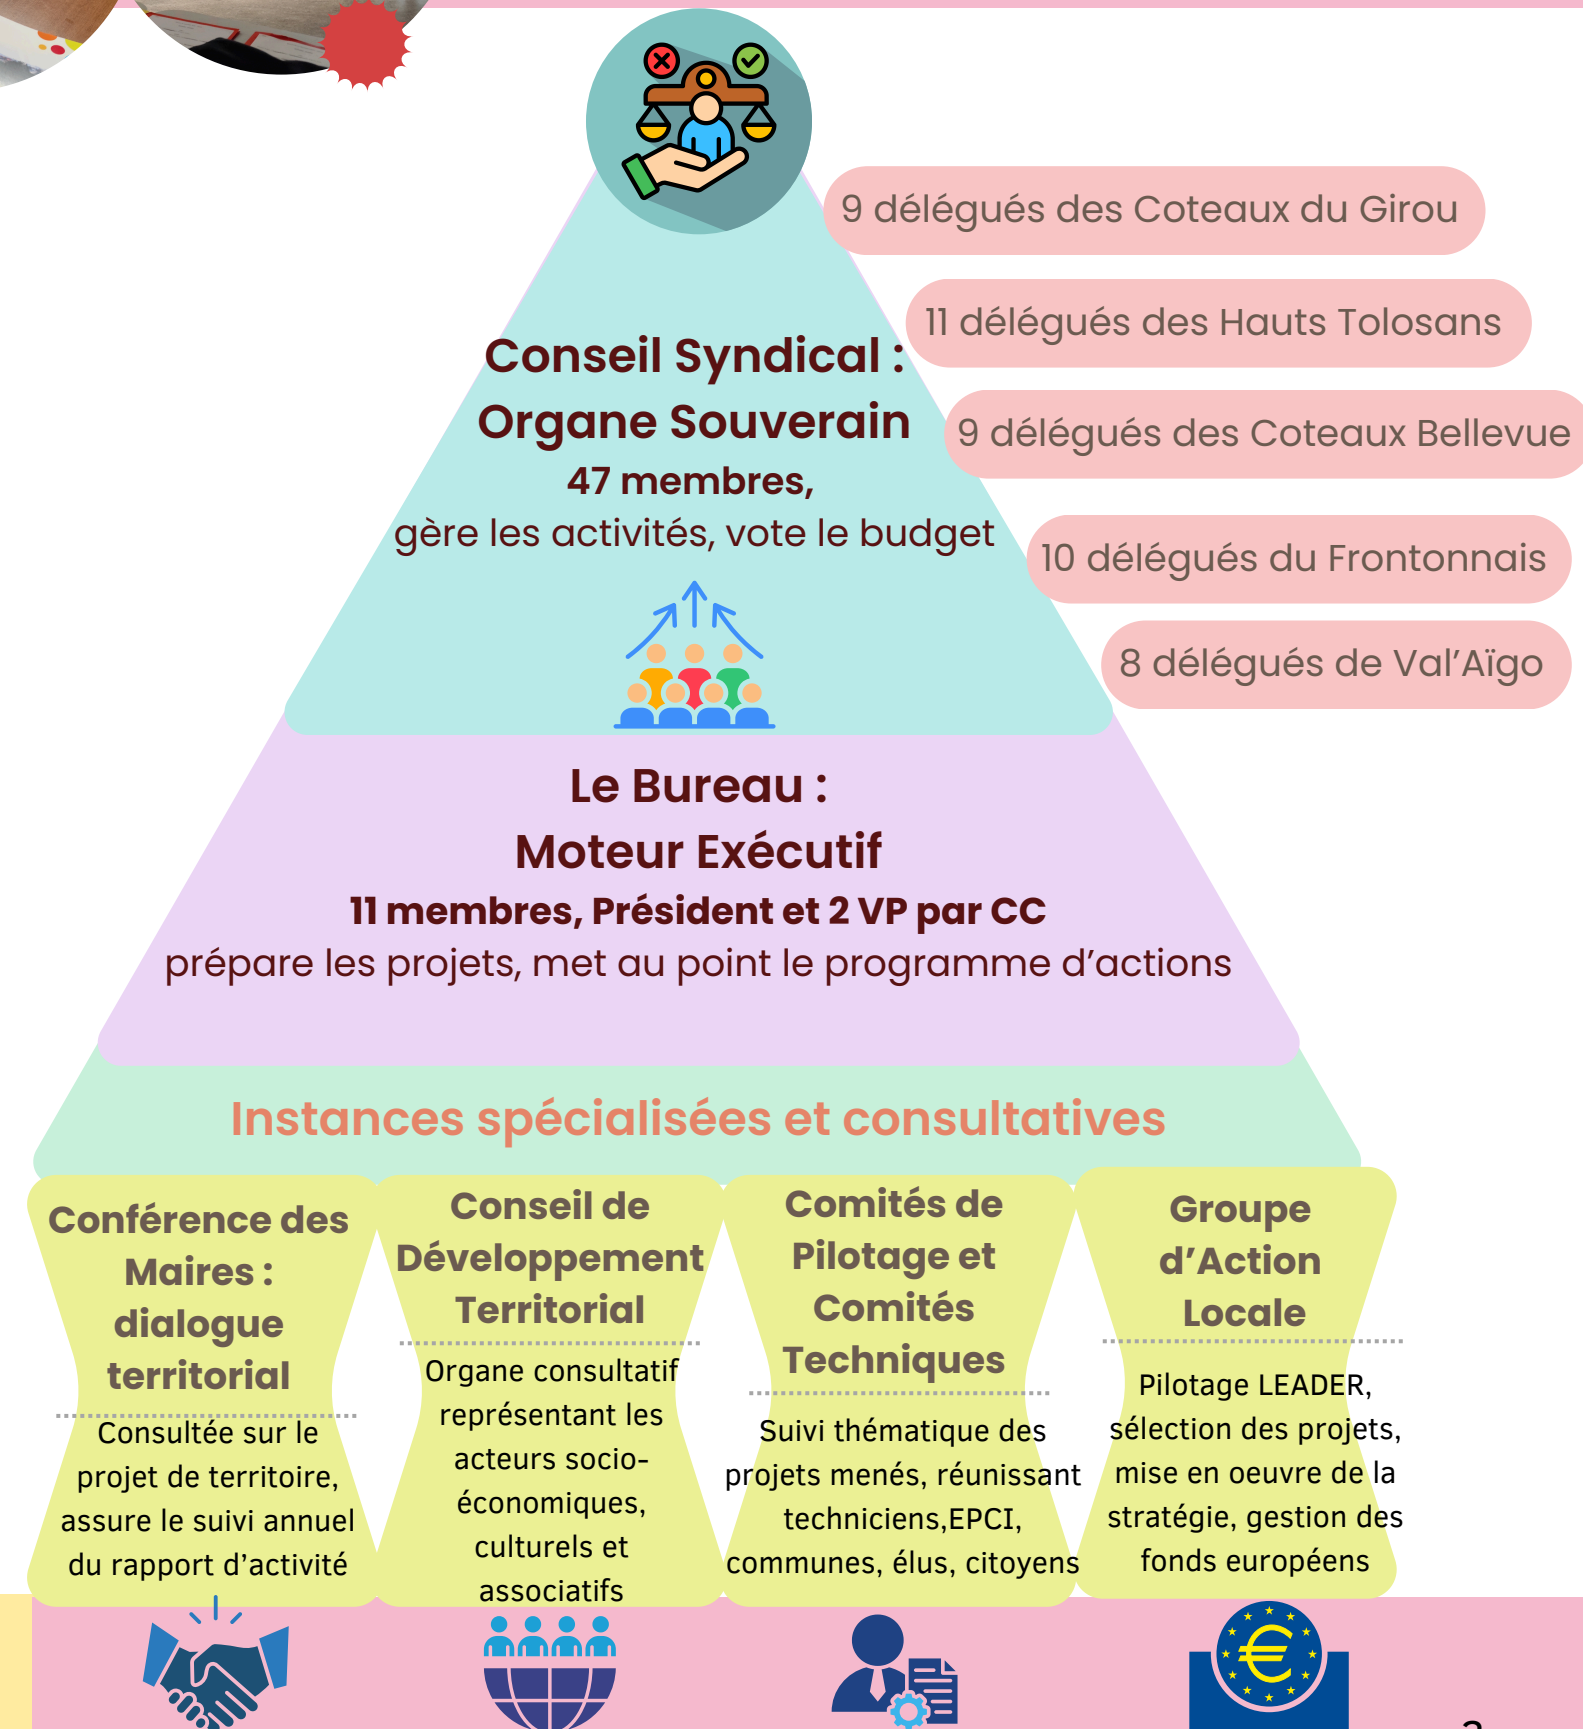 9 délégués des Coteaux du Girou
11 délégués des Hauts Tolosans
9 délégués des Coteaux Bellevue
10 délégués du Frontonnais
8 délégués de Val’Aïgo
Conseil Syndical :
Organe Souverain
47 membres,
gère les activités, vote le budget
Le Bureau :
Moteur Exécutif
11 membres, Président et 2 VP par CC
prépare les projets, met au point le programme d’actions
Instances spécialisées et consultatives
Conférence des
Maires :
dialogue
territorial
Consultée sur le
projet de territoire,
assure le suivi annuel
du rapport d’activité
Conseil de
Développement
Territorial
Organe consultatif
représentant les
acteurs socio-
économiques,
culturels et
associatifs
Comités de
Pilotage et
Comités
Techniques
Suivi thématique des
projets menés, réunissant
techniciens,EPCI,
communes, élus, citoyens
Groupe
d’Action
Locale
Pilotage LEADER,
sélection des projets,
mise en oeuvre de la
stratégie, gestion des
fonds européens